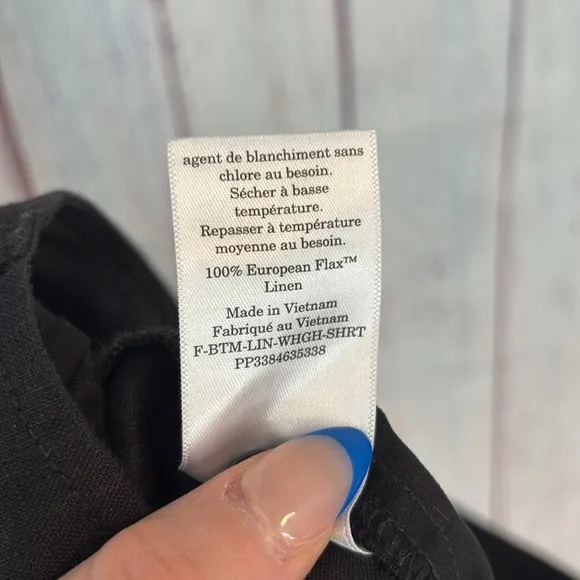 agent de blanchiment sans
chlore au besoin.
Sécher à basse
température.
Repasser à température
moyenne au besoin.
100% European Flax™
Linen
Made in Vietnam
Fabriqué au Vietnam
F-BTM-LIN-WHGH-SHRT
PP3384635338